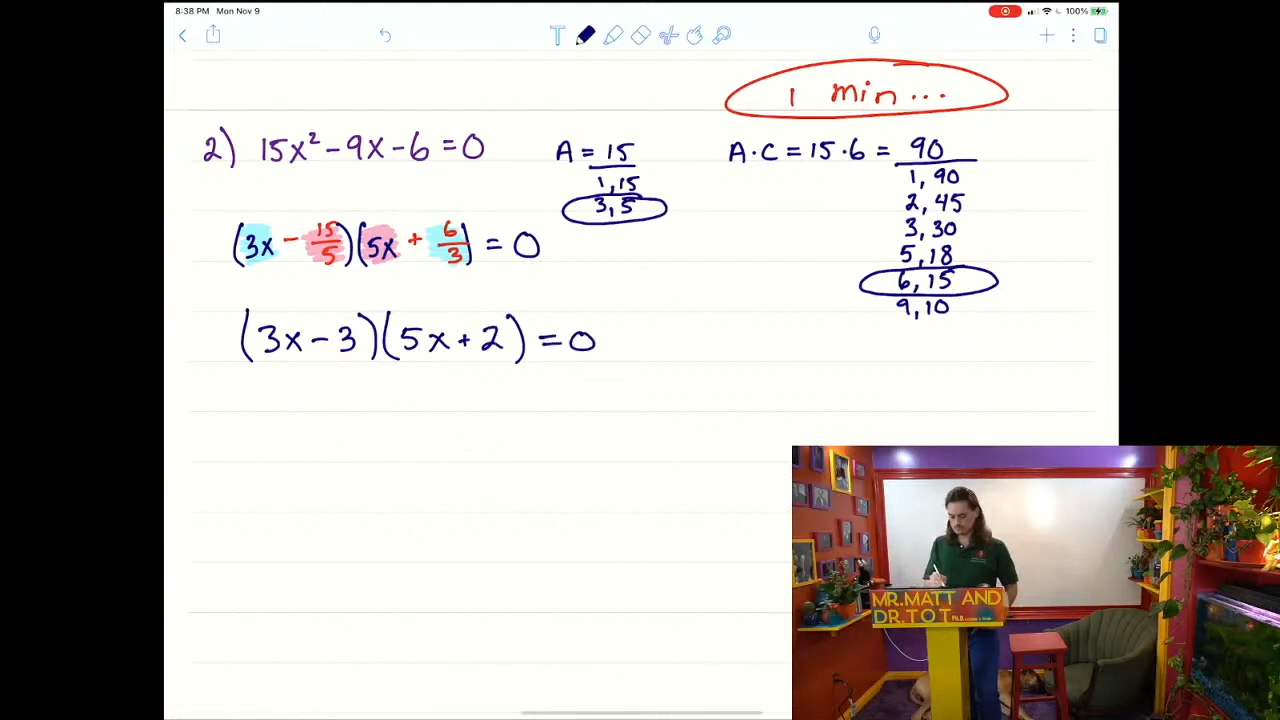 8:38 PM Mon Nov 9
100%
1 min...
2) 15x² - 9x - 6 = 0
A = 15
1, 15
3, 5
A · C = 15 · 6 = 90
1, 90
2, 45
3, 30
5, 18
6, 15
9, 10
(3x - 15/5)(5x + 6/3) = 0
(3x - 3)(5x + 2) = 0
MR. MATT AND
DR. TOT